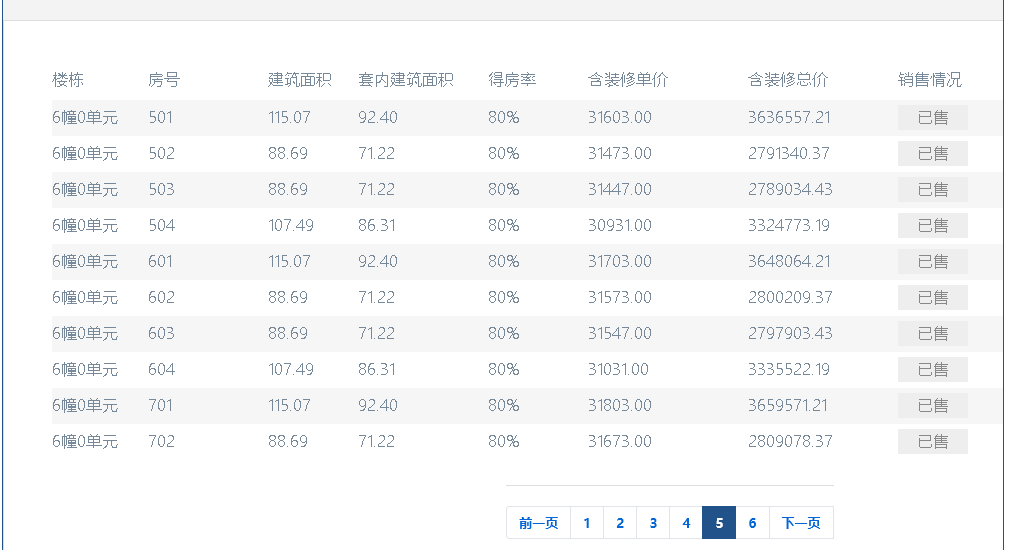 楼栋 房号 建筑面积 套内建筑面积 得房率 含装修单价 含装修总价 销售情况
6幢0单元 501 115.07 92.40 80% 31603.00 3636557.21 已售
6幢0单元 502 88.69 71.22 80% 31473.00 2791340.37 已售
6幢0单元 503 88.69 71.22 80% 31447.00 2789034.43 已售
6幢0单元 504 107.49 86.31 80% 30931.00 3324773.19 已售
6幢0单元 601 115.07 92.40 80% 31703.00 3648064.21 已售
6幢0单元 602 88.69 71.22 80% 31573.00 2800209.37 已售
6幢0单元 603 88.69 71.22 80% 31547.00 2797903.43 已售
6幢0单元 604 107.49 86.31 80% 31031.00 3335522.19 已售
6幢0单元 701 115.07 92.40 80% 31803.00 3659571.21 已售
6幢0单元 702 88.69 71.22 80% 31673.00 2809078.37 已售
前一页 1 2 3 4 5 6 下一页